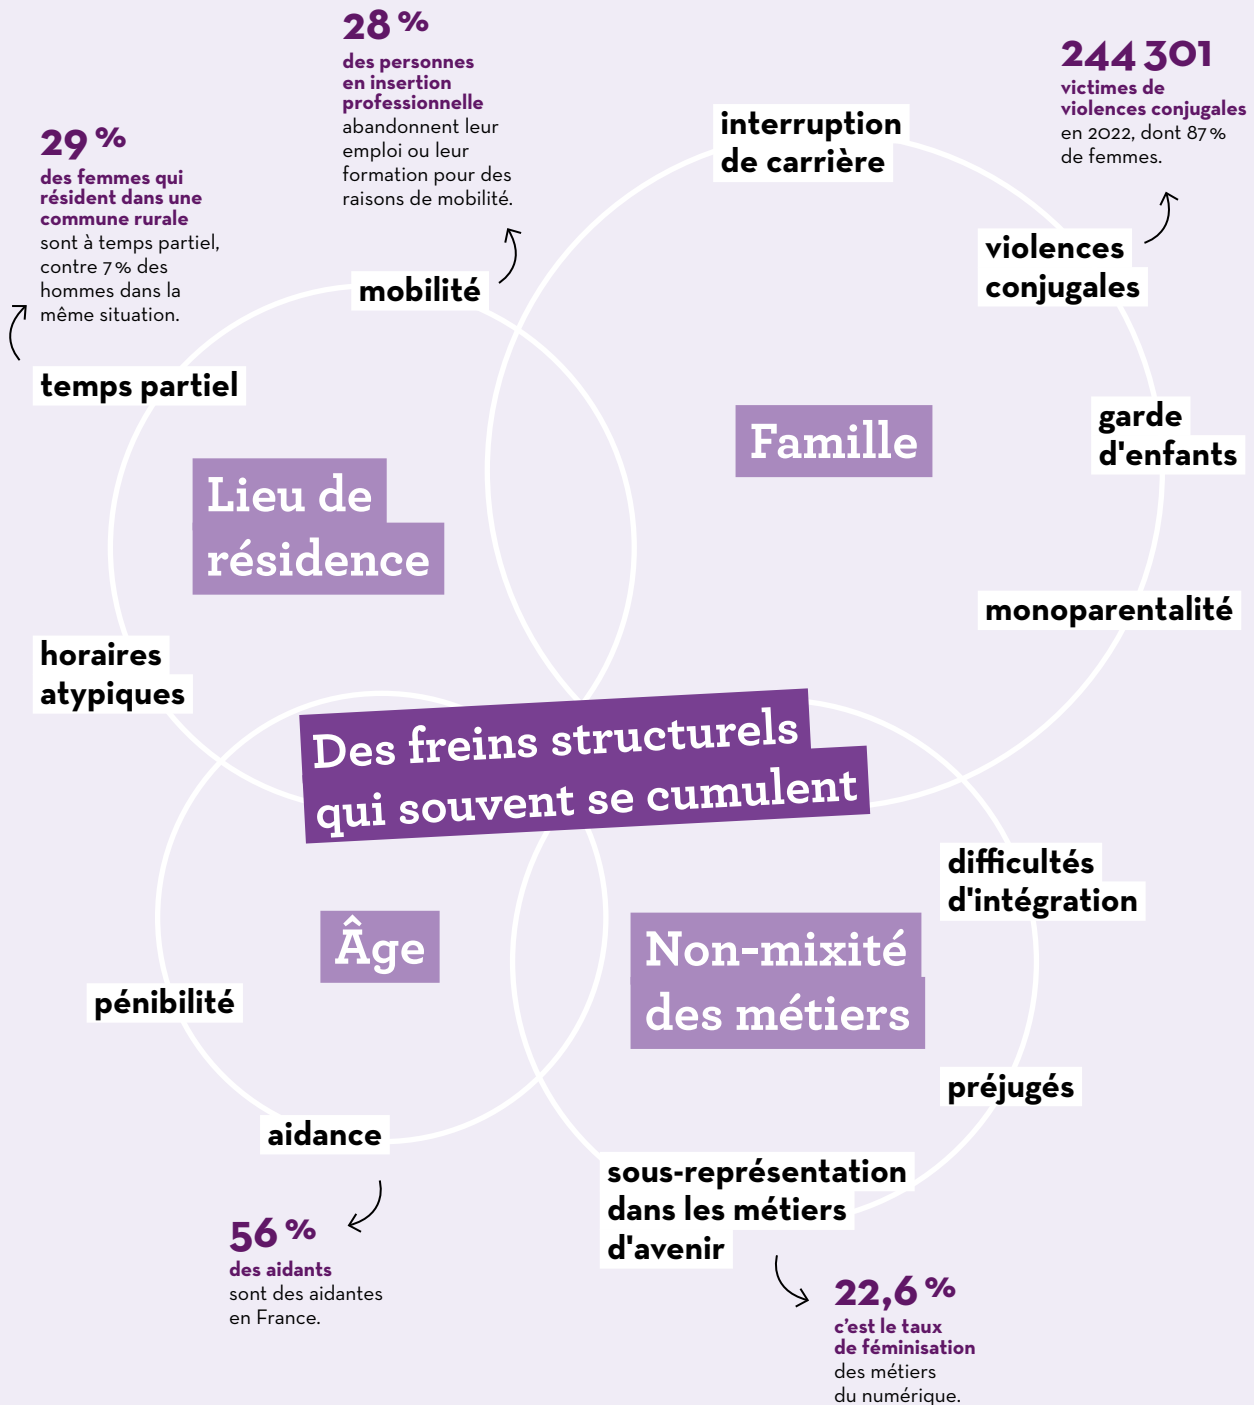 28 %
des personnes
en insertion
professionnelle
abandonnent leur
emploi ou leur
formation pour des
raisons de mobilité.
244 301
victimes de
violences conjugales
en 2022, dont 87 %
de femmes.
29 %
des femmes qui
résident dans une
commune rurale
sont à temps partiel,
contre 7 % des
hommes dans la
même situation.
interruption
de carrière
violences
conjugales
mobilité
temps partiel
garde
d'enfants
Famille
Lieu de
résidence
monoparentalité
horaires
atypiques
Des freins structurels
qui souvent se cumulent
difficultés
d'intégration
Âge
Non-mixité
des métiers
pénibilité
préjugés
aidance
sous-représentation
dans les métiers
d'avenir
56 %
des aidants
sont des aidantes
en France.
22,6 %
c’est le taux
de féminisation
des métiers
du numérique.